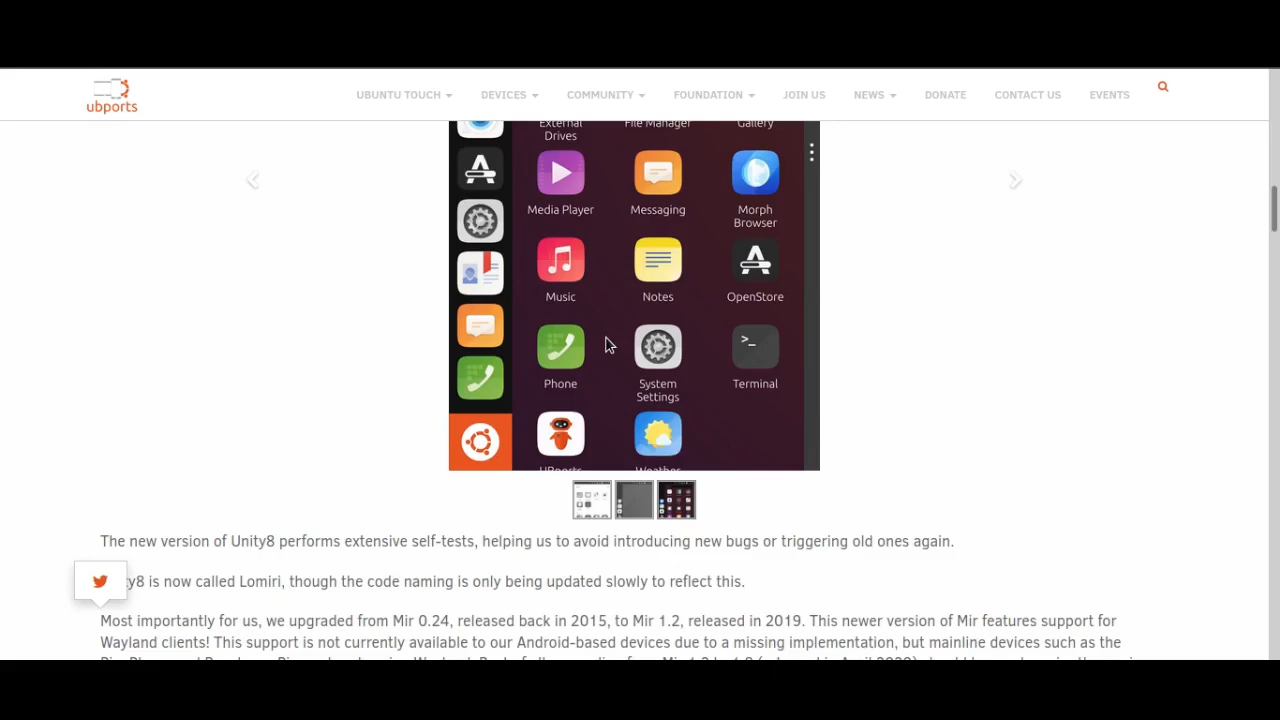 ubports
UBUNTU TOUCH DEVICES COMMUNITY FOUNDATION JOIN US NEWS DONATE CONTACT US EVENTS
External Drives
File Manager
Gallery
Media Player
Messaging
Morph Browser
Music
Notes
OpenStore
Phone
System Settings
>_
Terminal
UBports
Weather
The new version of Unity8 performs extensive self-tests, helping us to avoid introducing new bugs or triggering old ones again.
y8 is now called Lomiri, though the code naming is only being updated slowly to reflect this.
Most importantly for us, we upgraded from Mir 0.24, released back in 2015, to Mir 1.2, released in 2019. This newer version of Mir features support for
Wayland clients! This support is not currently available to our Android-based devices due to a missing implementation, but mainline devices such as the